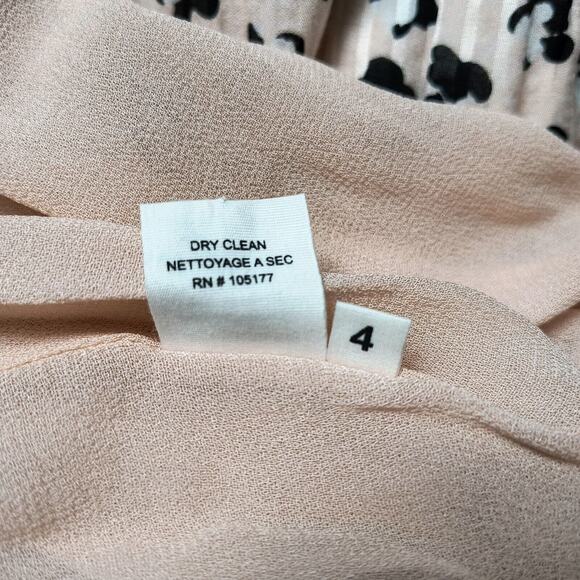 DRY CLEAN
NETTOYAGE A SEC
RN # 105177
4